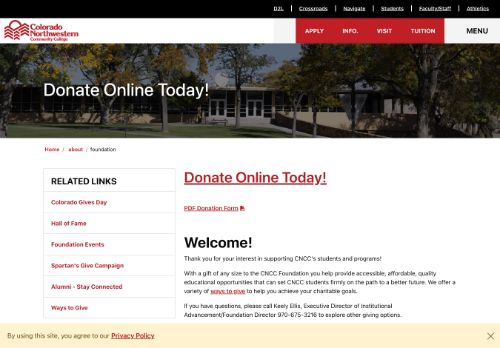 D2L | Crossroads | Navigate | Students | Faculty/Staff | Athletics
Colorado
Northwestern
Community College
APPLY INFO. VISIT TUITION MENU
Donate Online Today!
Home / about / foundation
RELATED LINKS
Colorado Gives Day
Hall of Fame
Foundation Events
Spartan's Give Campaign
Alumni - Stay Connected
Ways to Give
Donate Online Today!
PDF Donation Form
Welcome!
Thank you for your interest in supporting CNCC's students and programs!
With a gift of any size to the CNCC Foundation you help provide accessible, affordable, quality
educational opportunities that can set CNCC students firmly on the path to a better future. We offer a
variety of ways to give to help you achieve your charitable goals.
If you have questions, please call Keely Ellis, Executive Director of Institutional
Advancement/Foundation Director 970-675-3216 to explore other giving options.
By using this site, you agree to our Privacy Policy